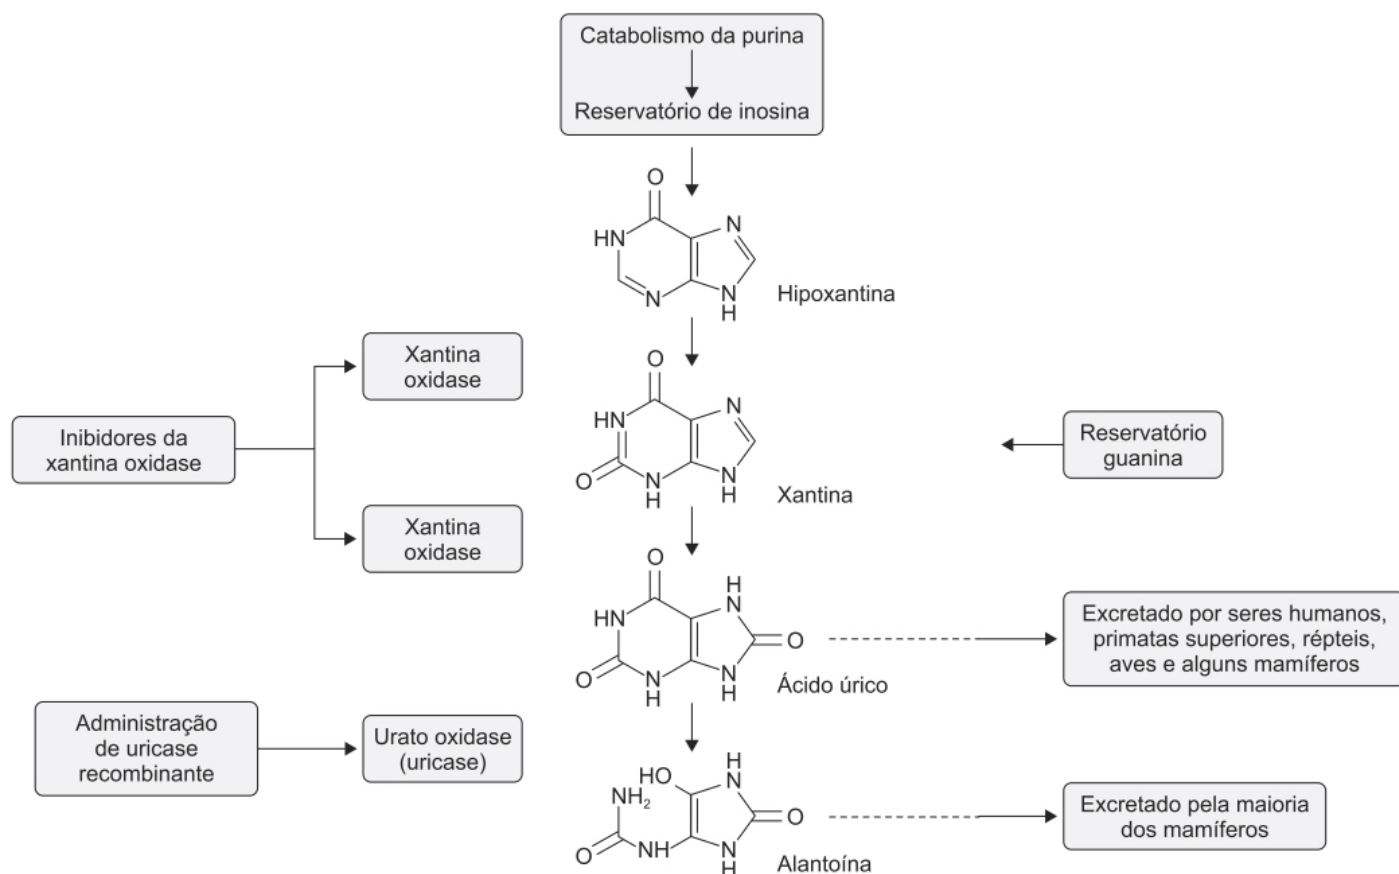 Catabolismo da purina
Reservatório de inosina
O
HN
N
N
N
H
Hipoxantina
Xantina
oxidase
Inibidores da
xantina oxidase
Xantina
oxidase
O
HN
N
O
N
H
N
H
Xantina
Reservatório
guanina
O
HN
H
N
O
O
N
H
N
H
Ácido úrico
Excretado por seres humanos,
primatas superiores, répteis,
aves e alguns mamíferos
Administração
de uricase
recombinante
Urato oxidase
(uricase)
HO
H
N
NH2
O
O
NH
N
H
Alantoína
Excretado pela maioria
dos mamíferos